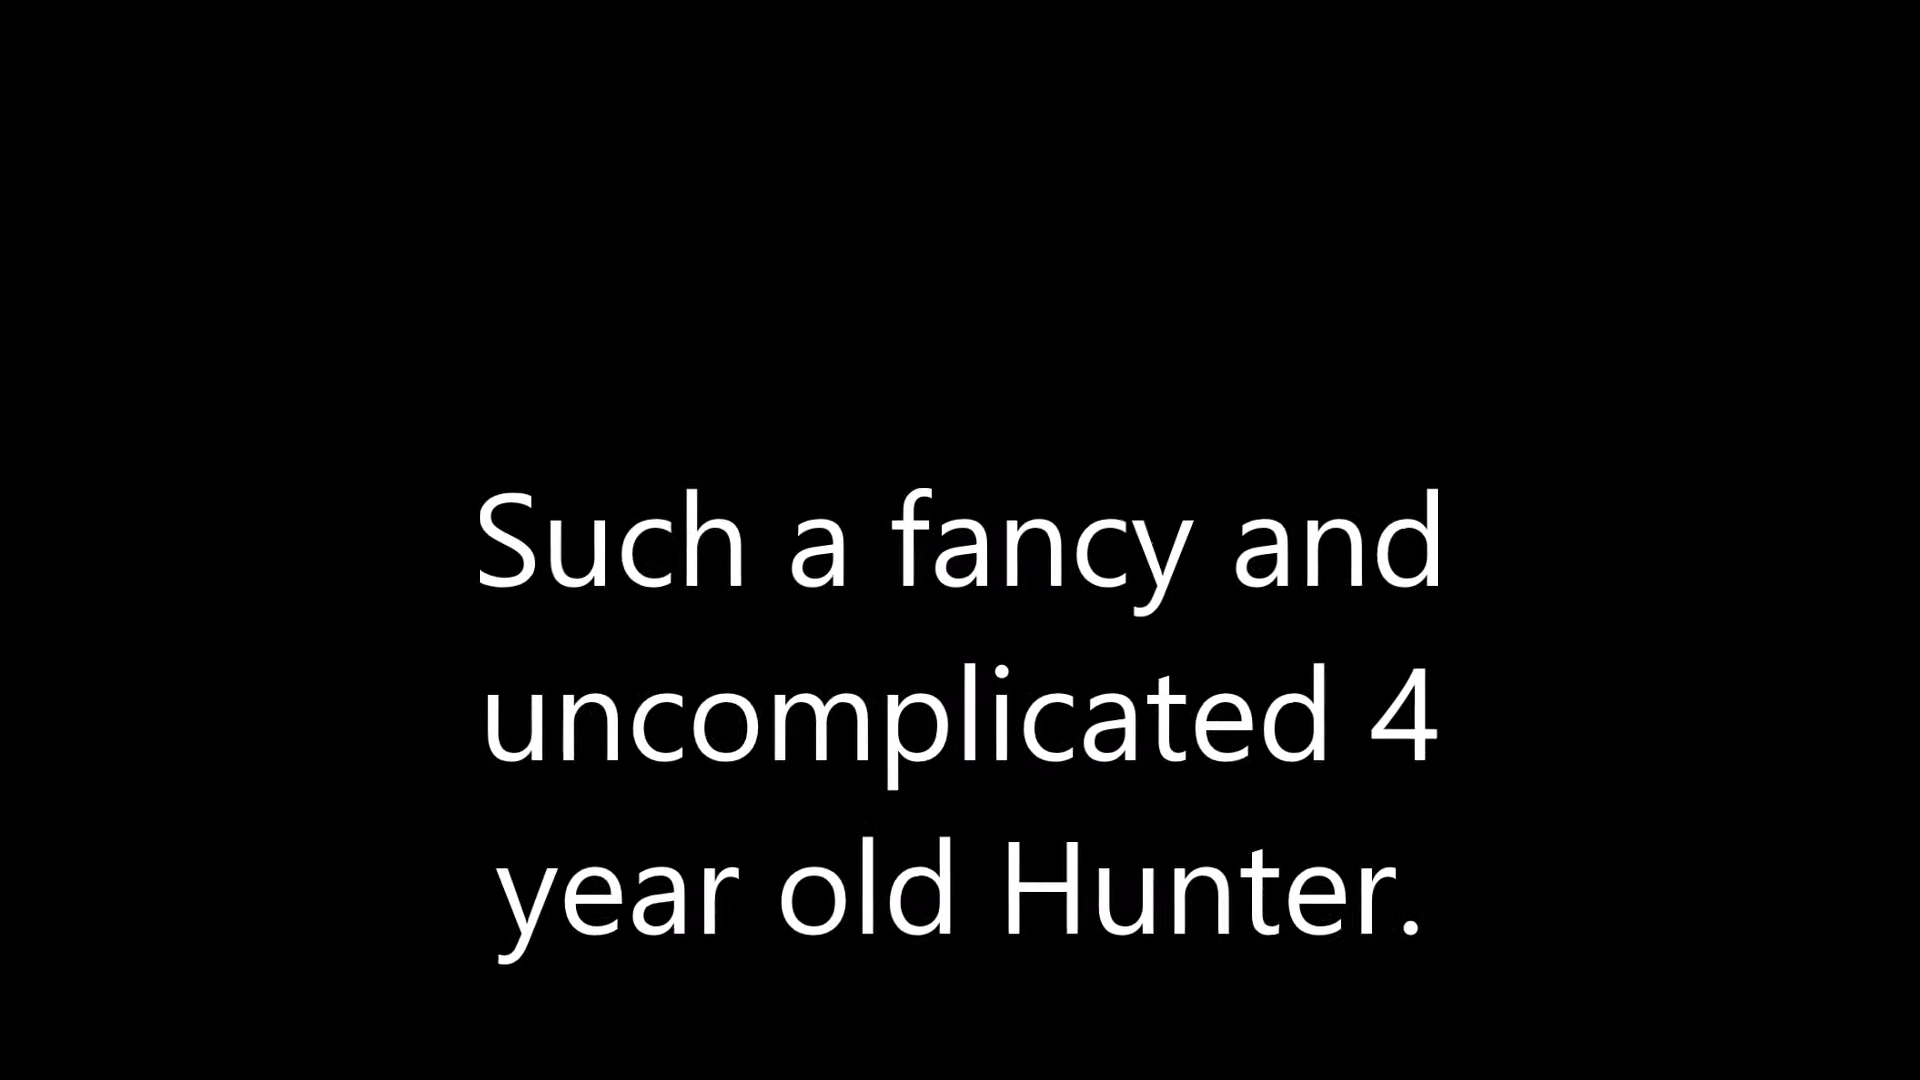 Such a fancy and
uncomplicated 4
year old Hunter.